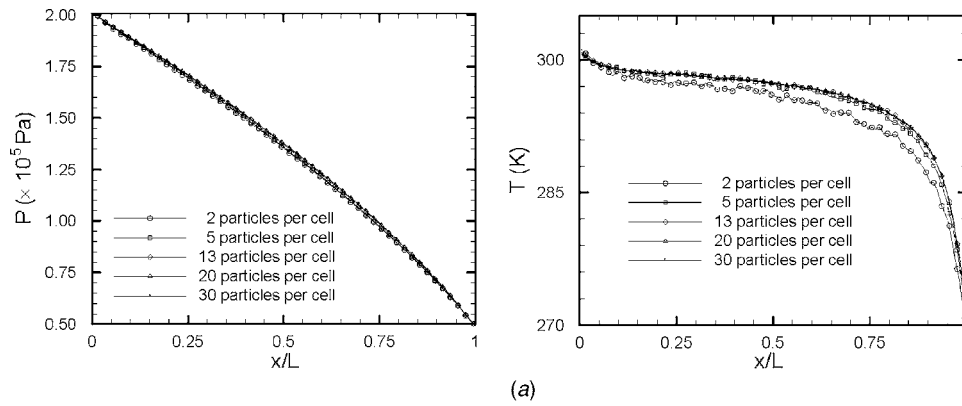 2.00
1.75
1.50
1.25
1.00
0.75
0.50
P (× 10⁵ Pa)
2 particles per cell
5 particles per cell
13 particles per cell
20 particles per cell
30 particles per cell
0 0.25 0.5 0.75 1
x/L
300
285
270
T (K)
2 particles per cell
5 particles per cell
13 particles per cell
20 particles per cell
30 particles per cell
0 0.25 0.5 0.75 1
x/L
(a)